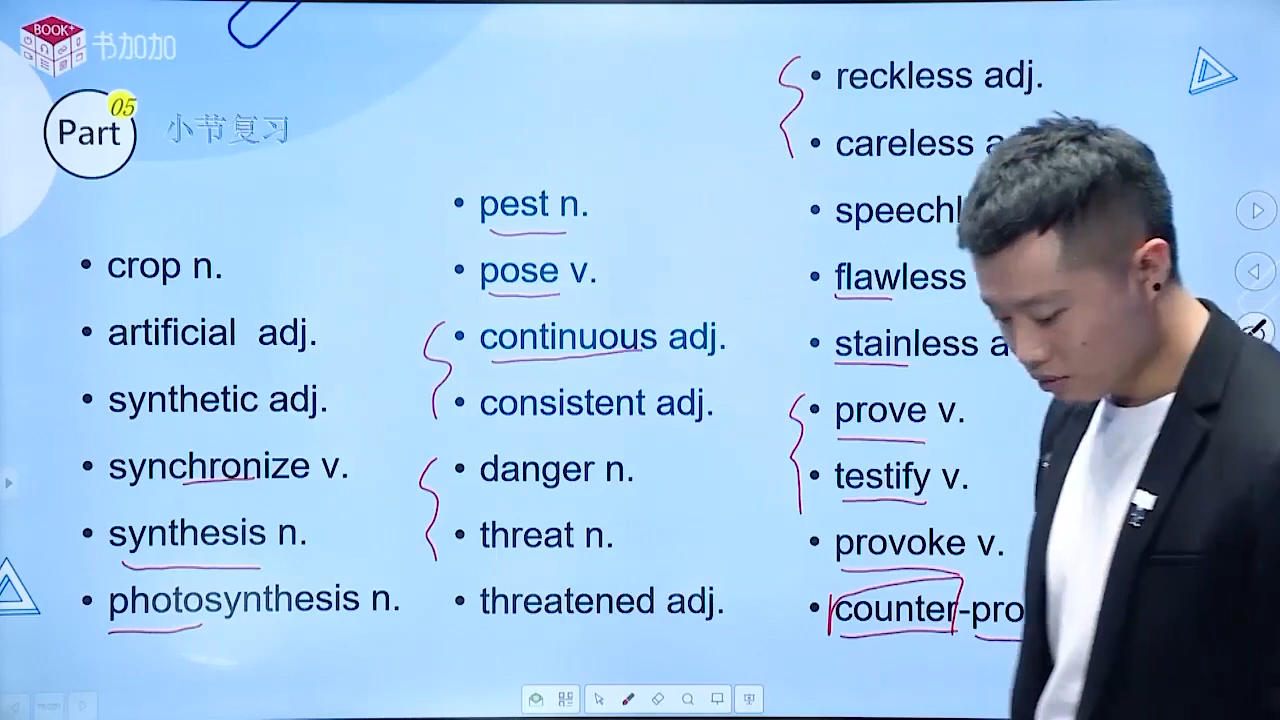 BOOK+
书加加
Part
05
小节复习
• crop n.
• artificial adj.
• synthetic adj.
• synchronize v.
• synthesis n.
• photosynthesis n.
• pest n.
• pose v.
• continuous adj.
• consistent adj.
• danger n.
• threat n.
• threatened adj.
• reckless adj.
• careless
• flawless
• stainless
• prove v.
• testify v.
• provoke v.
• counter-pro